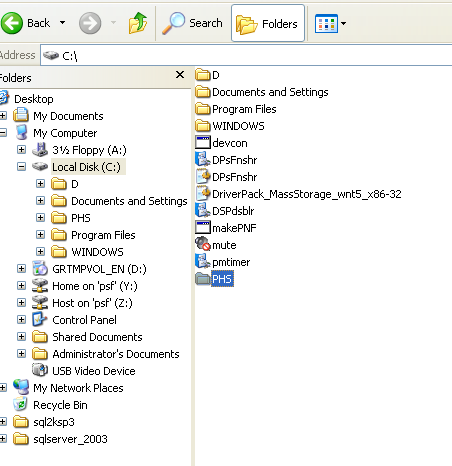 Back Search Folders
Address C:\
Folders
Desktop
My Documents
My Computer
3½ Floppy (A:)
Local Disk (C:)
D
Documents and Settings
PHS
Program Files
WINDOWS
GRTMPVOL_EN (D:)
Home on 'psf' (Y:)
Host on 'psf' (Z:)
Control Panel
Shared Documents
Administrator's Documents
USB Video Device
My Network Places
Recycle Bin
sql2ksp3
sqlserver_2003
D
Documents and Settings
Program Files
WINDOWS
devcon
DPsFnshr
DPsFnshr
DriverPack_MassStorage_wnt5_x86-32
DSPdsblr
makePNF
mute
pmtimer
PHS